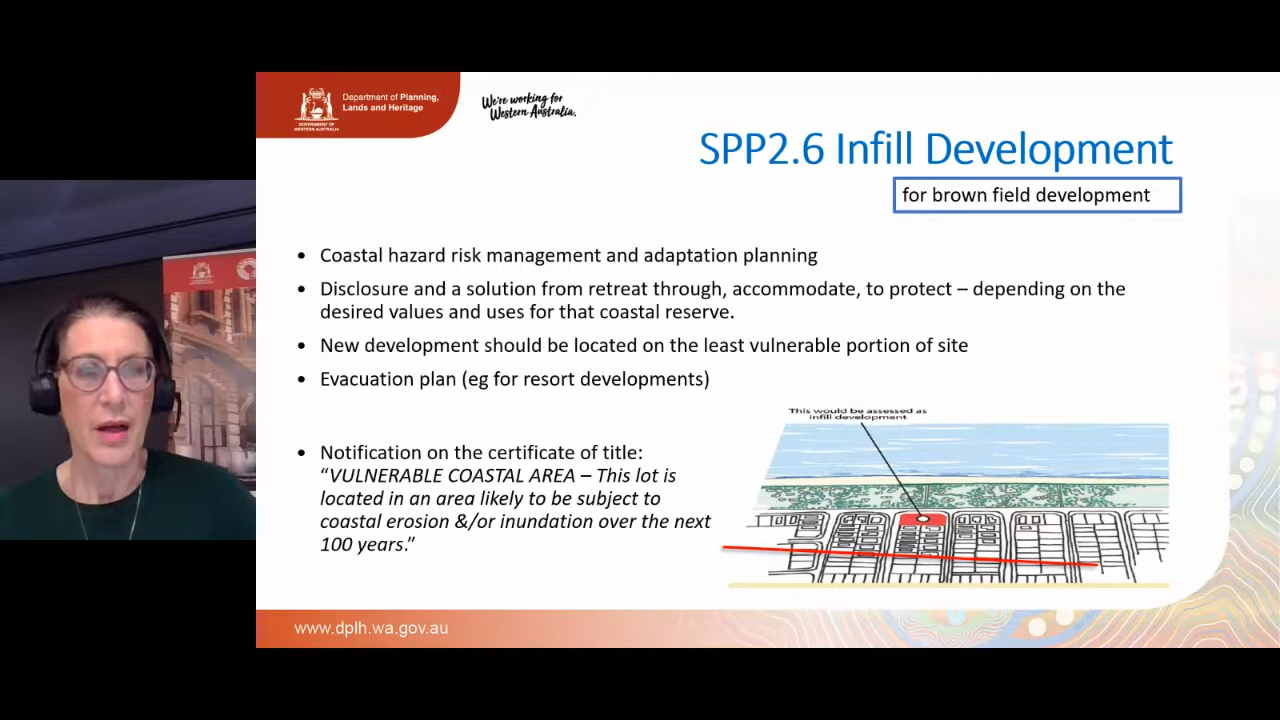 Department of Planning,
Lands and Heritage
GOVERNMENT OF
WESTERN AUSTRALIA
We're working for
Western Australia.
SPP2.6 Infill Development
for brown field development
• Coastal hazard risk management and adaptation planning
• Disclosure and a solution from retreat through, accommodate, to protect – depending on the
desired values and uses for that coastal reserve.
• New development should be located on the least vulnerable portion of site
• Evacuation plan (eg for resort developments)
This would be assessed as
infill development
• Notification on the certificate of title:
“VULNERABLE COASTAL AREA – This lot is
located in an area likely to be subject to
coastal erosion &/or inundation over the next
100 years.”
www.dplh.wa.gov.au